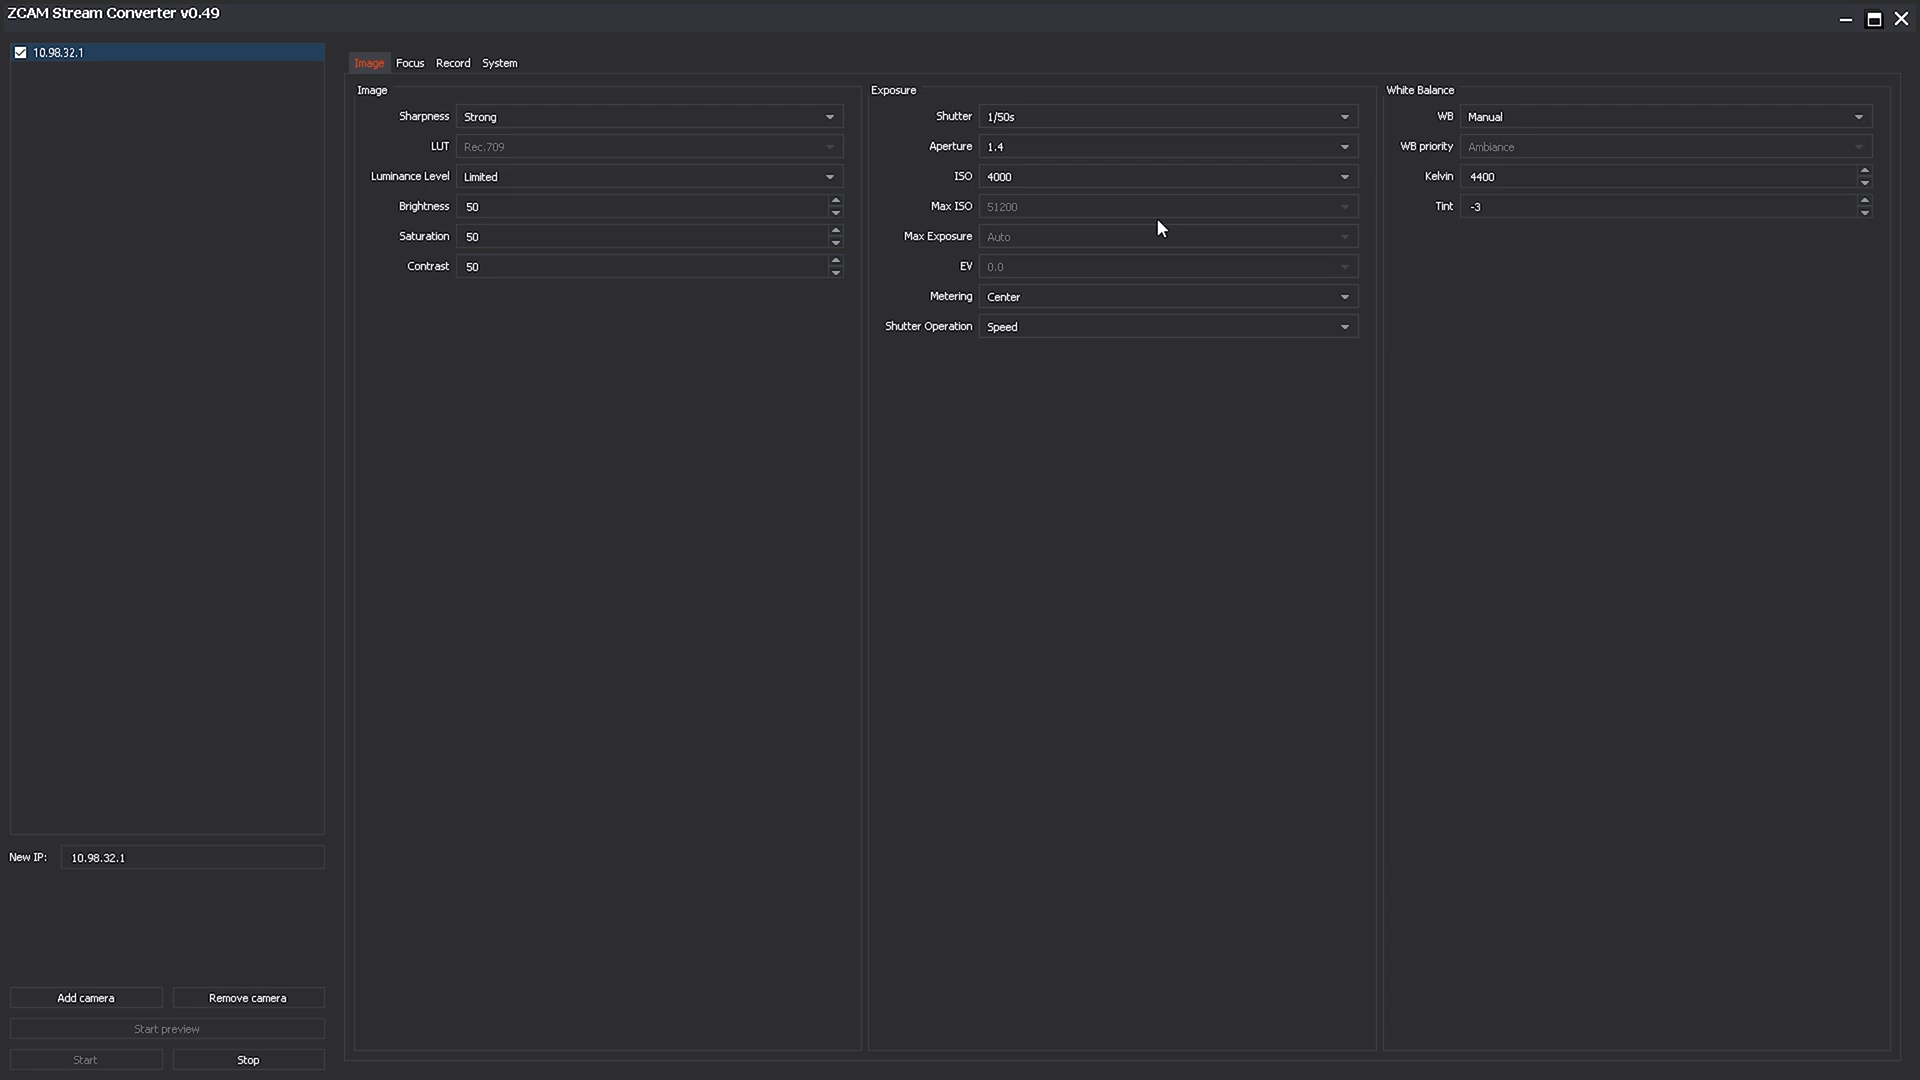 ZCAM Stream Converter v0.49
10.98.32.1
Image Focus Record System
Image
Sharpness Strong
LUT Rec.709
Luminance Level Limited
Brightness 50
Saturation 50
Contrast 50
Exposure
Shutter 1/50s
Aperture 1.4
ISO 4000
Max ISO 51200
Max Exposure Auto
EV 0.0
Metering Center
Shutter Operation Speed
White Balance
WB Manual
WB priority Ambiance
Kelvin 4400
Tint -3
New IP: 10.98.32.1
Add camera Remove camera
Start preview
Start Stop